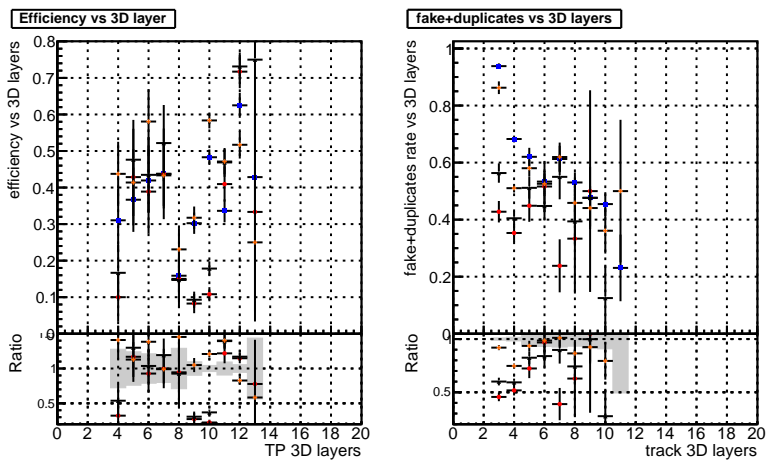 Efficiency vs 3D layer
efficiency vs 3D layers
0.8
0.7
0.6
0.5
0.4
0.3
0.2
0.1
0
Ratio
1
0.5
0 2 4 6 8 10 12 14 16 18 20
TP 3D layers
fake+duplicates vs 3D layers
fake+duplicates rate vs 3D layers
1
0.8
0.6
0.4
0.2
0
Ratio
1
0.5
0 2 4 6 8 10 12 14 16 18 20
track 3D layers